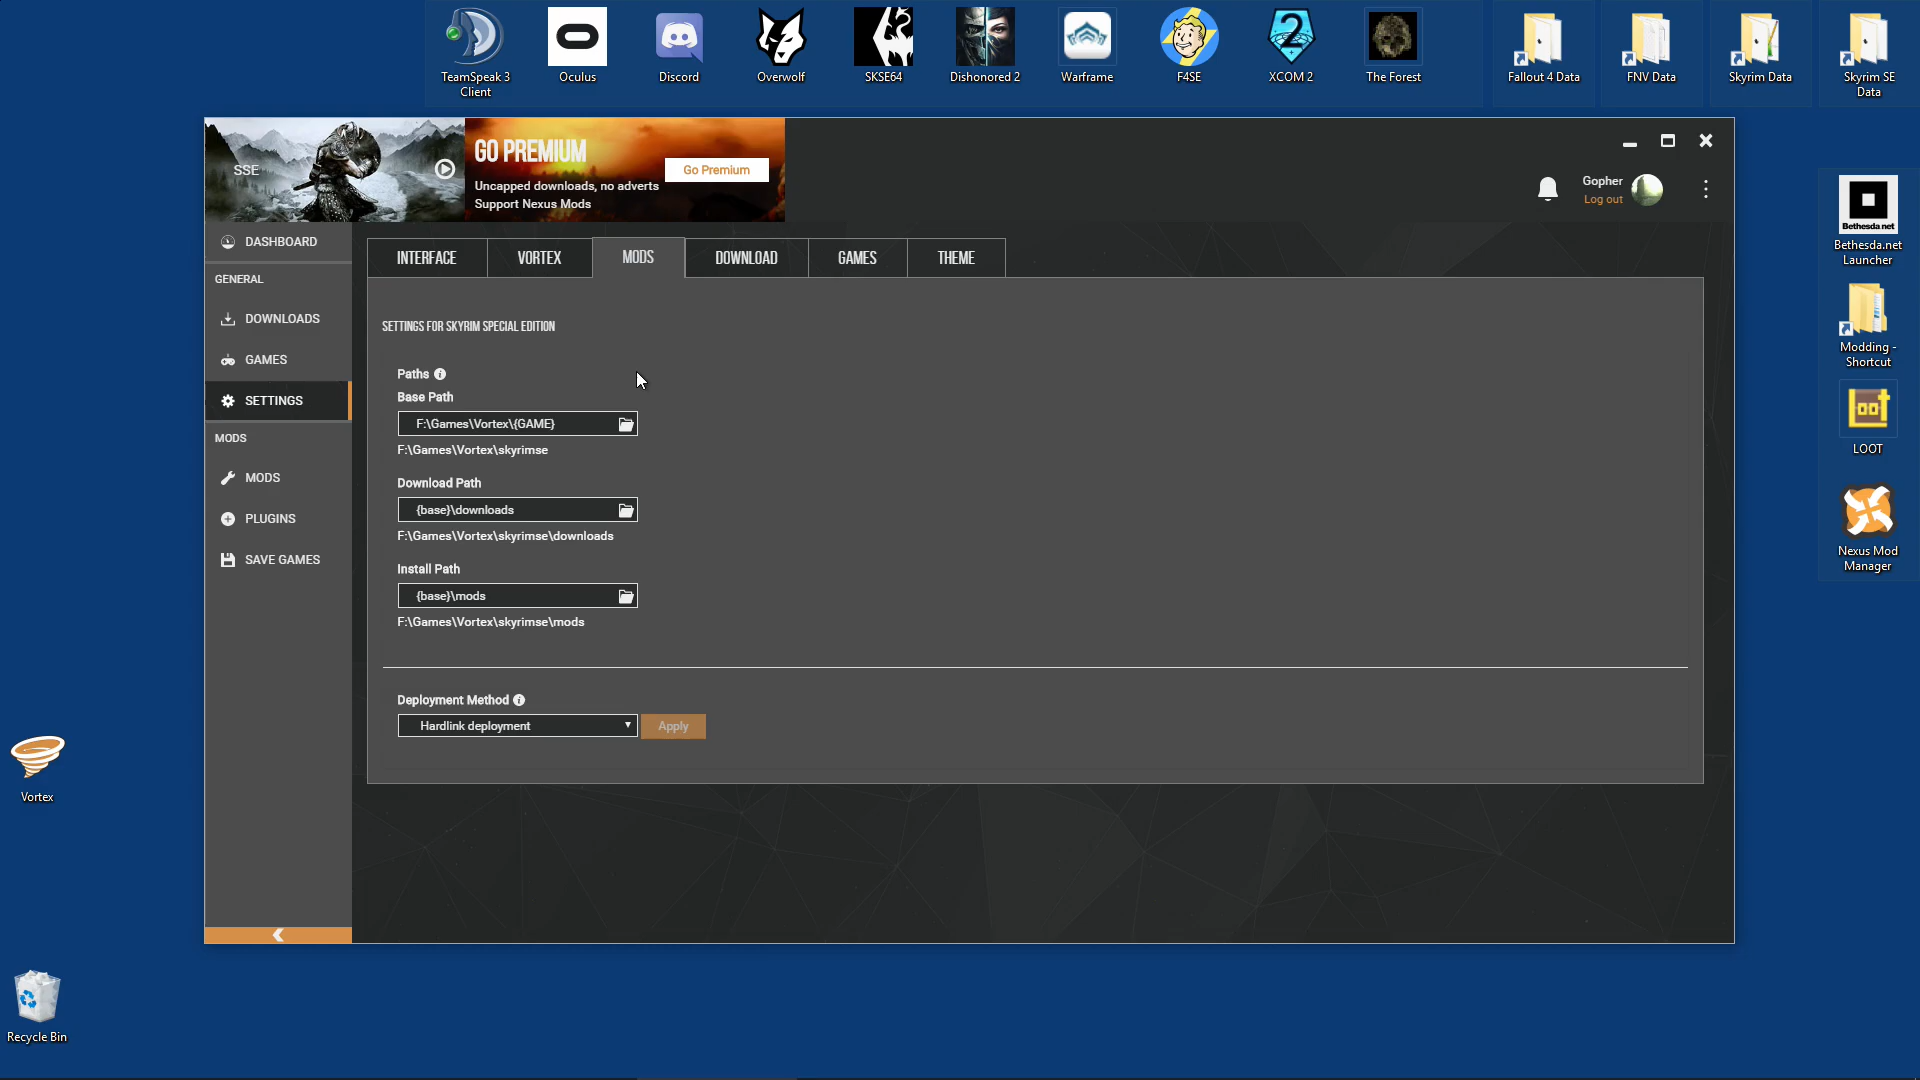 TeamSpeak 3
Client
Oculus
Discord
Overwolf
SKSE64
Dishonored 2
Warframe
F4SE
XCOM 2
The Forest
Fallout 4 Data
FNV Data
Skyrim Data
Skyrim SE
Data
SSE
GO PREMIUM
Uncapped downloads, no adverts
Support Nexus Mods
Go Premium
Gopher
Log out
DASHBOARD
GENERAL
DOWNLOADS
GAMES
SETTINGS
MODS
MODS
PLUGINS
SAVE GAMES
INTERFACE
VORTEX
MODS
DOWNLOAD
GAMES
THEME
SETTINGS FOR SKYRIM SPECIAL EDITION
Paths
Base Path
F:\Games\Vortex\{GAME}
F:\Games\Vortex\skyrimse
Download Path
{base}\downloads
F:\Games\Vortex\skyrimse\downloads
Install Path
{base}\mods
F:\Games\Vortex\skyrimse\mods
Deployment Method
Hardlink deployment
Apply
Bethesda.net
Bethesda.net
Launcher
Modding -
Shortcut
LOOT
Nexus Mod
Manager
Vortex
Recycle Bin